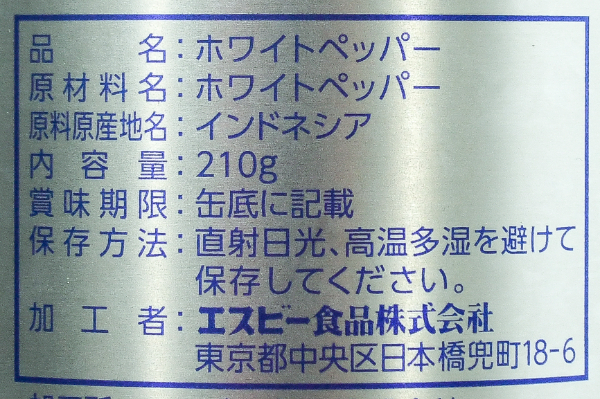 品名：ホワイトペッパー
原材料名：ホワイトペッパー
原料原産地名：インドネシア
内容量：210g
賞味期限：缶底に記載
保存方法：直射日光、高温多湿を避けて
保存してください。
加工者：エスビー食品株式会社
東京都中央区日本橋兜町18-6